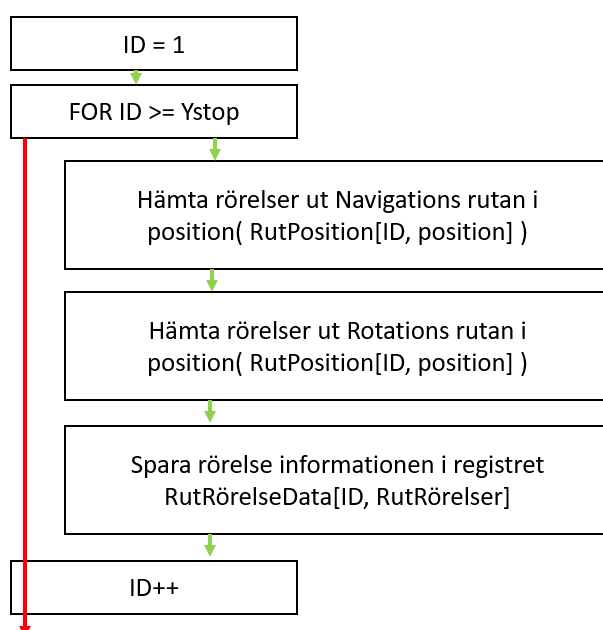 ID = 1
FOR ID >= Ystop
Hämta rörelser ut Navigations rutan i
position( RutPosition[ID, position] )
Hämta rörelser ut Rotations rutan i
position( RutPosition[ID, position] )
Spara rörelse informationen i registret
RutRörelseData[ID, RutRörelser]
ID++